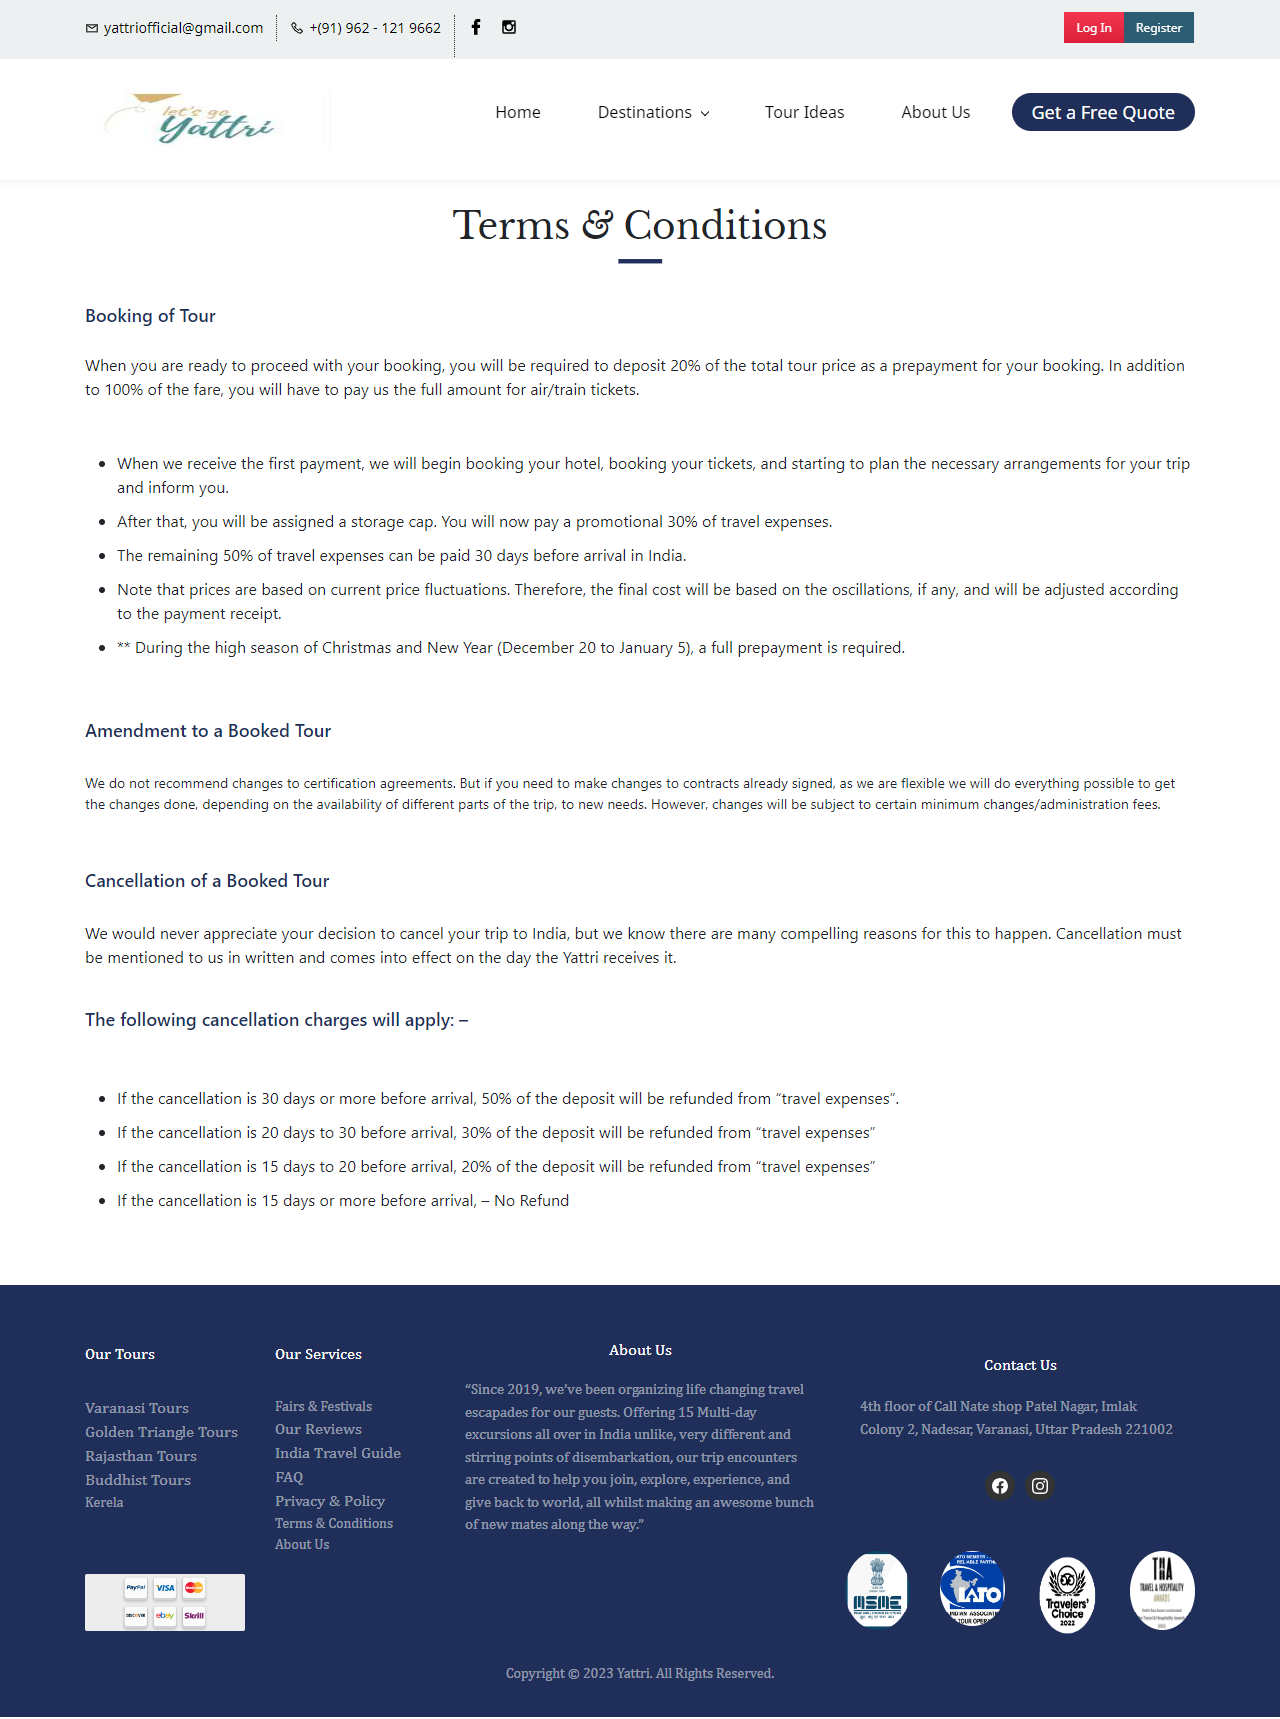 yattriofficial@gmail.com
+(91) 962 - 121 9662
Log In
Register
let's go
Yattri
Home
Destinations
Tour Ideas
About Us
Get a Free Quote
Terms & Conditions
Booking of Tour
When you are ready to proceed with your booking, you will be required to deposit 20% of the total tour price as a prepayment for your booking. In addition
to 100% of the fare, you will have to pay us the full amount for air/train tickets.
• When we receive the first payment, we will begin booking your hotel, booking your tickets, and starting to plan the necessary arrangements for your trip
and inform you.
• After that, you will be assigned a storage cap. You will now pay a promotional 30% of travel expenses.
• The remaining 50% of travel expenses can be paid 30 days before arrival in India.
• Note that prices are based on current price fluctuations. Therefore, the final cost will be based on the oscillations, if any, and will be adjusted according
to the payment receipt.
• ** During the high season of Christmas and New Year (December 20 to January 5), a full prepayment is required.
Amendment to a Booked Tour
We do not recommend changes to certification agreements. But if you need to make changes to contracts already signed, as we are flexible we will do everything possible to get
the changes done, depending on the availability of different parts of the trip, to new needs. However, changes will be subject to certain minimum changes/administration fees.
Cancellation of a Booked Tour
We would never appreciate your decision to cancel your trip to India, but we know there are many compelling reasons for this to happen. Cancellation must
be mentioned to us in written and comes into effect on the day the Yattri receives it.
The following cancellation charges will apply: –
• If the cancellation is 30 days or more before arrival, 50% of the deposit will be refunded from “travel expenses”.
• If the cancellation is 20 days to 30 before arrival, 30% of the deposit will be refunded from “travel expenses”
• If the cancellation is 15 days to 20 before arrival, 20% of the deposit will be refunded from “travel expenses”
• If the cancellation is 15 days or more before arrival, – No Refund
Our Tours
Varanasi Tours
Golden Triangle Tours
Rajasthan Tours
Buddhist Tours
Kerela
PayPal VISA
DISCOVER ebay Skrill
Our Services
Fairs & Festivals
Our Reviews
India Travel Guide
FAQ
Privacy & Policy
Terms & Conditions
About Us
About Us
“Since 2019, we’ve been organizing life changing travel
escapades for our guests. Offering 15 Multi-day
excursions all over in India unlike, very different and
stirring points of disembarkation, our trip encounters
are created to help you join, explore, experience, and
give back to world, all whilst making an awesome bunch
of new mates along the way.”
Contact Us
4th floor of Call Nate shop Patel Nagar, Imlak
Colony 2, Nadesar, Varanasi, Uttar Pradesh 221002
MSME
IATO
Travelers’
Choice
2022
THA
TRAVEL & HOSPITALITY
AWARDS
Copyright © 2023 Yattri. All Rights Reserved.